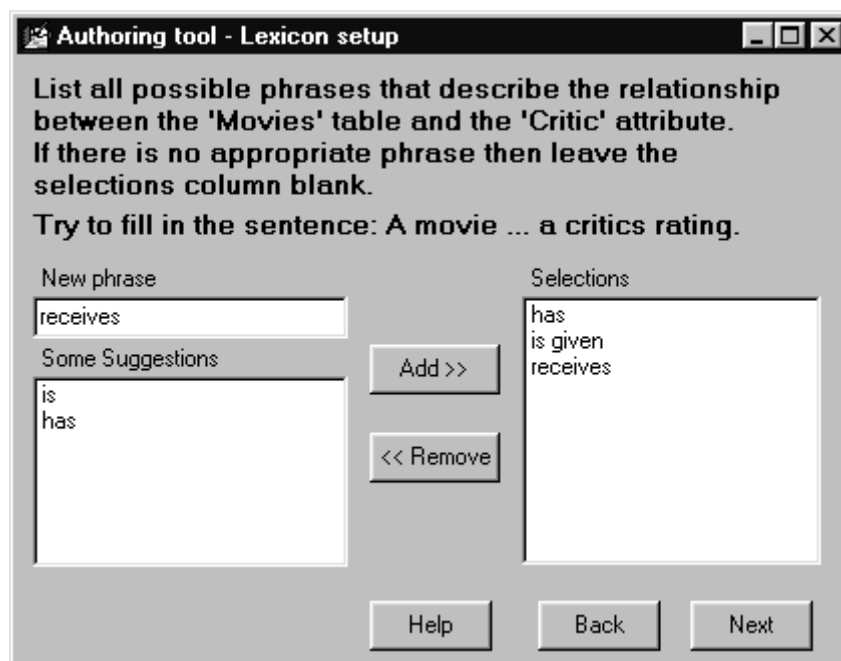 Authoring tool - Lexicon setup
List all possible phrases that describe the relationship
between the 'Movies' table and the 'Critic' attribute.
If there is no appropriate phrase then leave the
selections column blank.
Try to fill in the sentence: A movie ... a critics rating.
New phrase
receives
Some Suggestions
is
has
Add >>
<< Remove
Selections
has
is given
receives
Help
Back
Next